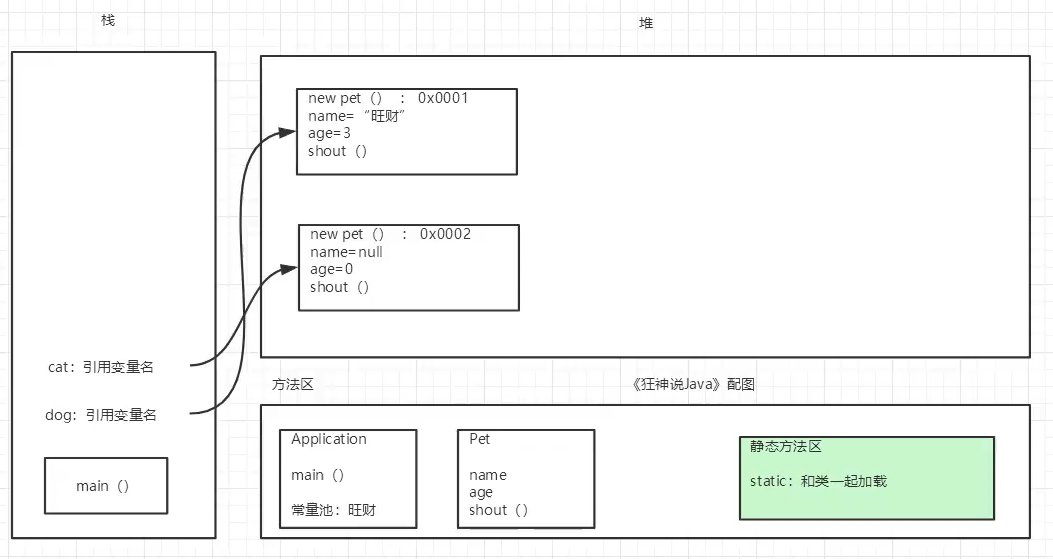 栈
堆
new pet（） ： 0x0001
name= “旺财”
age=3
shout（）
new pet（） ： 0x0002
name=null
age=0
shout（）
cat：引用变量名
dog：引用变量名
main（）
方法区
《狂神说Java》配图
Application
main（）
常量池：旺财
Pet
name
age
shout（）
静态方法区
static：和类一起加载